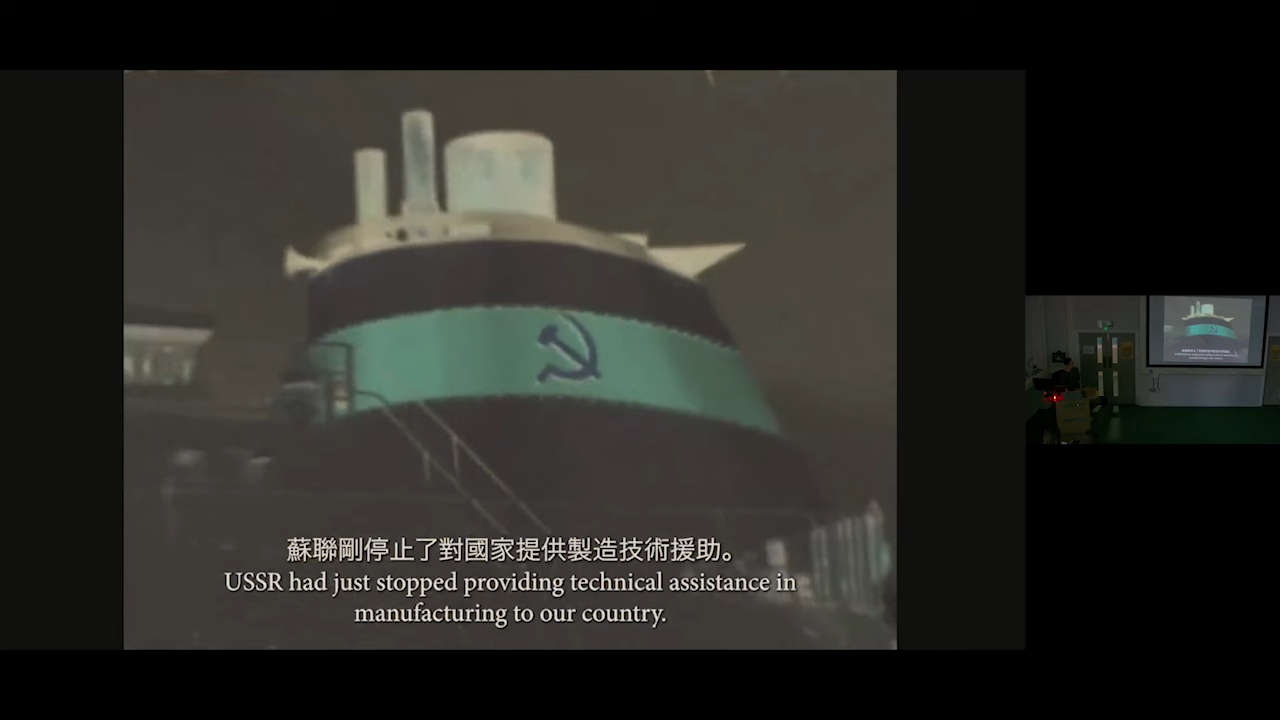 蘇聯剛停止了對國家提供製造技術援助。
USSR had just stopped providing technical assistance in
manufacturing to our country.